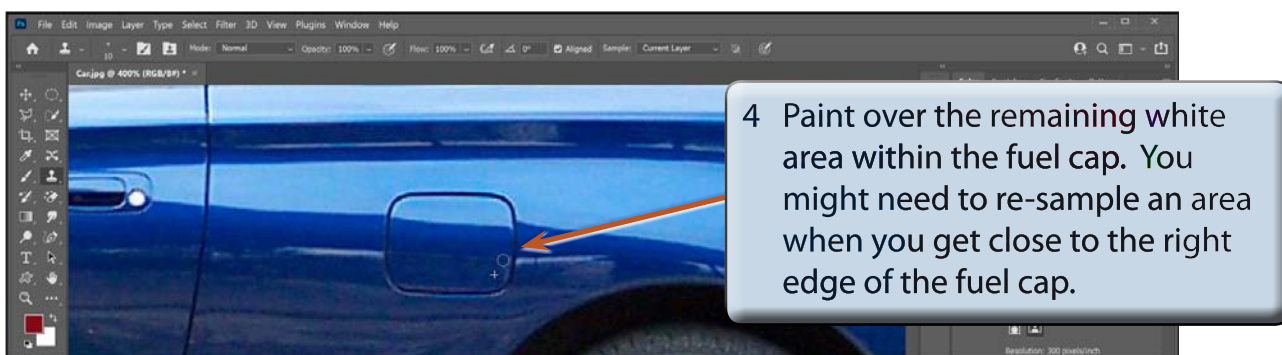 Ps File Edit Image Layer Type Select Filter 3D View Plugins Window Help
10 Mode: Normal Opacity: 100% Flow: 100% 0° Aligned Sample: Current Layer
Car.jpg @ 400% (RGB/8#) * ×
4 Paint over the remaining white
area within the fuel cap. You
might need to re-sample an area
when you get close to the right
edge of the fuel cap.
Resolution: 300 pixels/inch